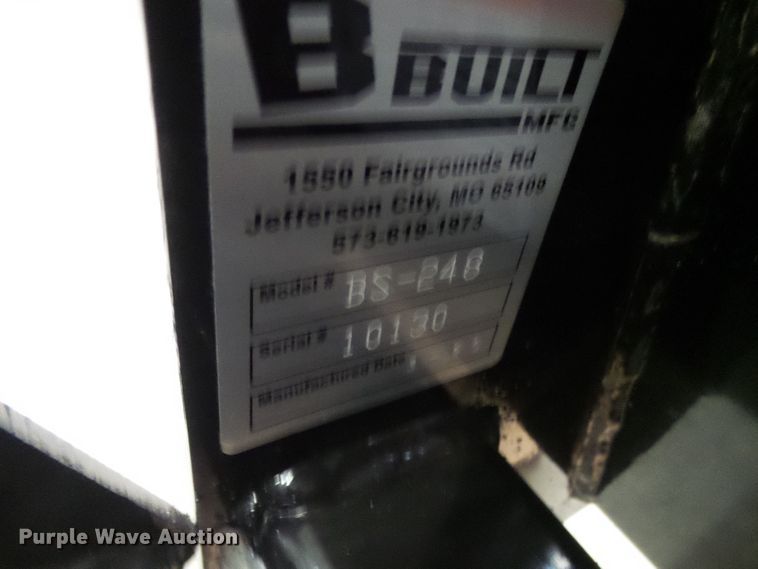 B BUILT
MFG
1550 Fairgrounds Rd
Jefferson City, MO 65109
573-619-1973
Model # BS-248
Serial # 10130
Manufactured Date
Purple Wave Auction